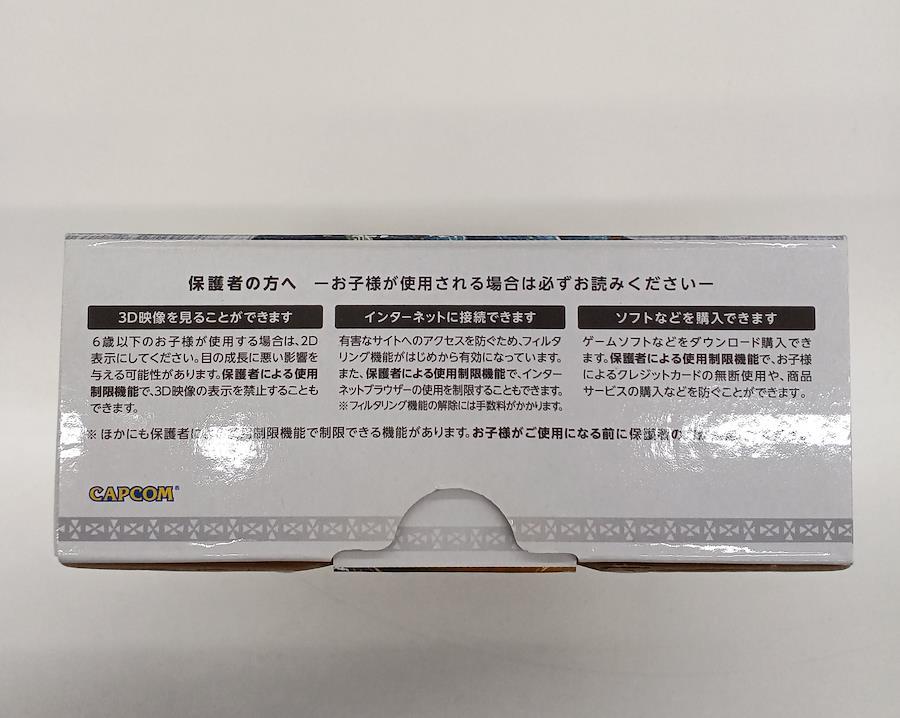 保護者の方へ ーお子様が使用される場合は必ずお読みくださいー
3D映像を見ることができます
6歳以下のお子様が使用する場合は、2D
表示にしてください。目の成長に悪い影響を
与える可能性があります。保護者による使用
制限機能で、3D映像の表示を禁止することも
できます。
インターネットに接続できます
有害なサイトへのアクセスを防ぐため、フィルタ
リング機能がはじめから有効になっています。
また、保護者による使用制限機能で、インター
ネットブラウザーの使用を制限することもできます。
※フィルタリング機能の解除には手数料がかかります。
ソフトなどを購入できます
ゲームソフトなどをダウンロード購入でき
ます。保護者による使用制限機能で、お子様
によるクレジットカードの無断使用や、商品
サービスの購入などを防ぐことができます。
※ ほかにも保護者に 制限機能で制限できる機能があります。お子様がご使用になる前に保護者の
CAPCOM®